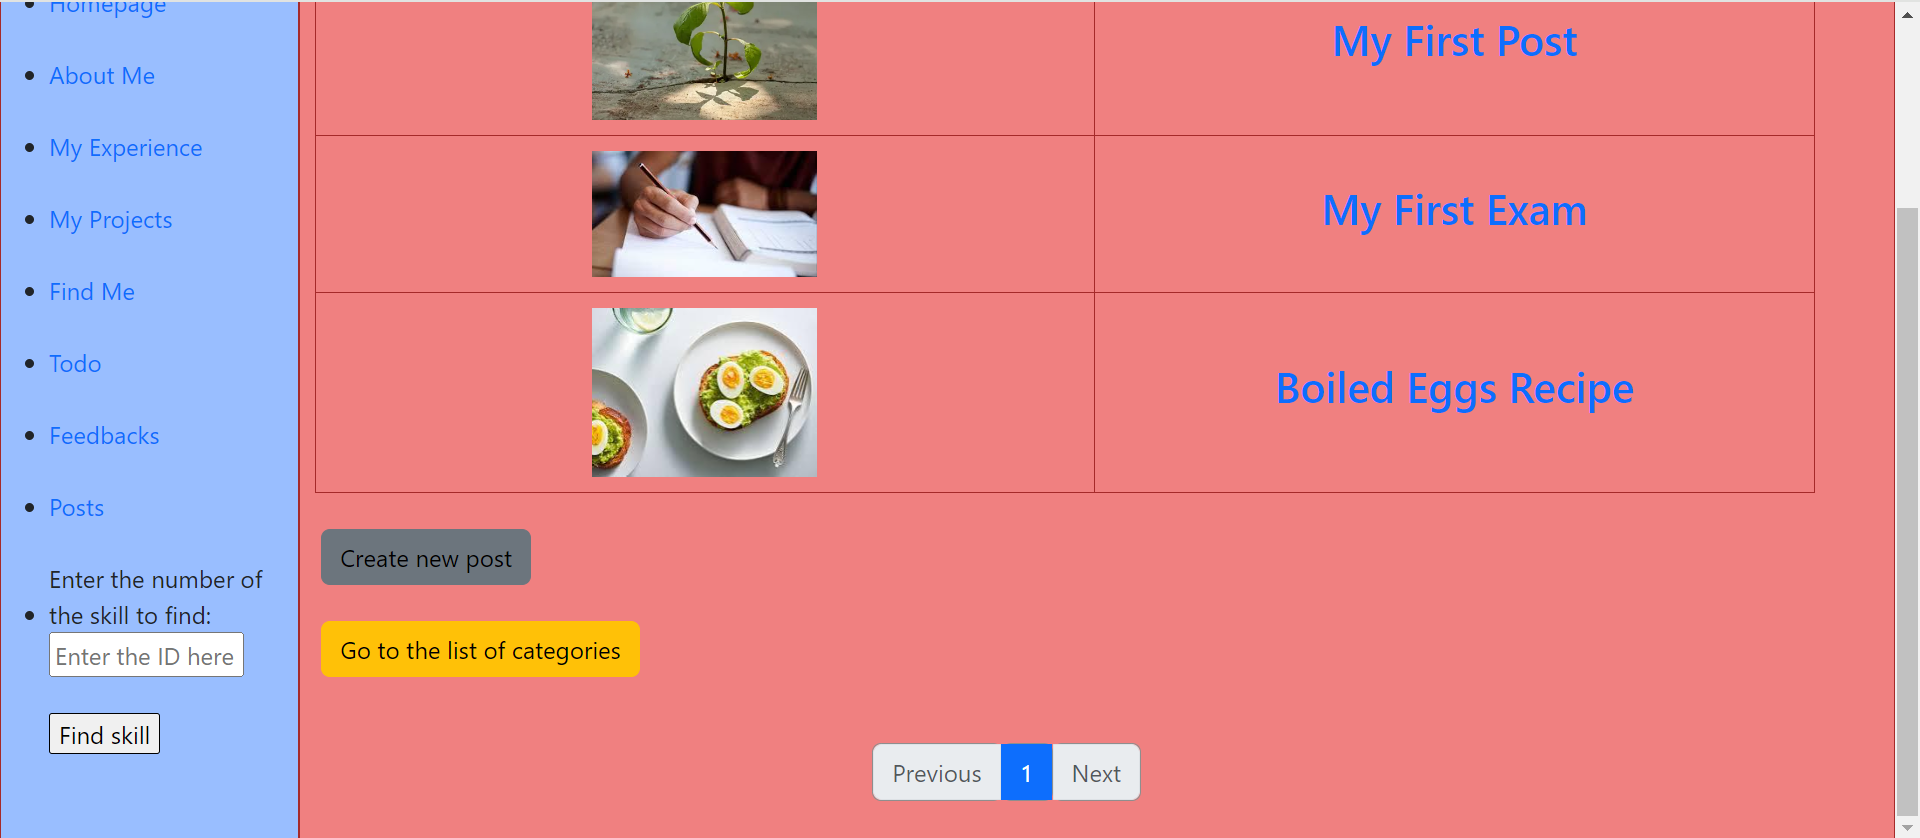 Homepage
About Me
My Experience
My Projects
Find Me
Todo
Feedbacks
Posts
Enter the number of
the skill to find:
Enter the ID here
Find skill
My First Post
My First Exam
Boiled Eggs Recipe
Create new post
Go to the list of categories
Previous 1 Next